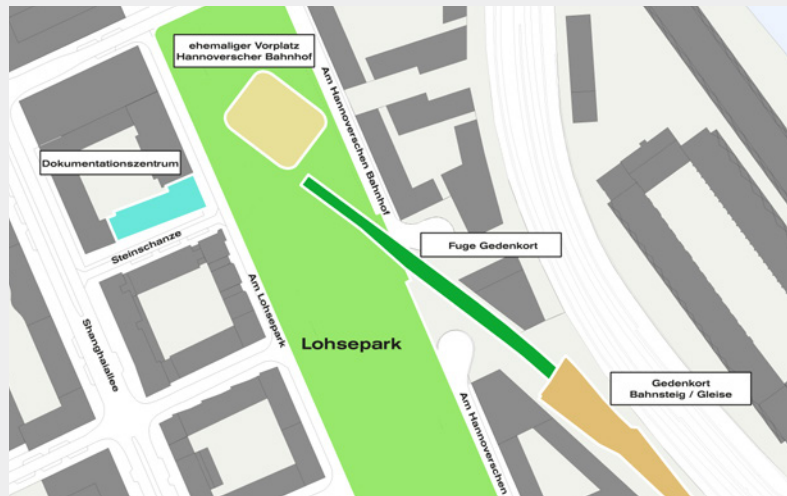 ehemaliger Vorplatz
Hannoverscher Bahnhof
Am Hannoverschen Bahnhof
Dokumentationszentrum
Fuge Gedenkort
Steinschanze
Am Lohsepark
Shanghaiallee
Lohsepark
Gedenkort
Bahnsteig / Gleise
Am Hannoverschen